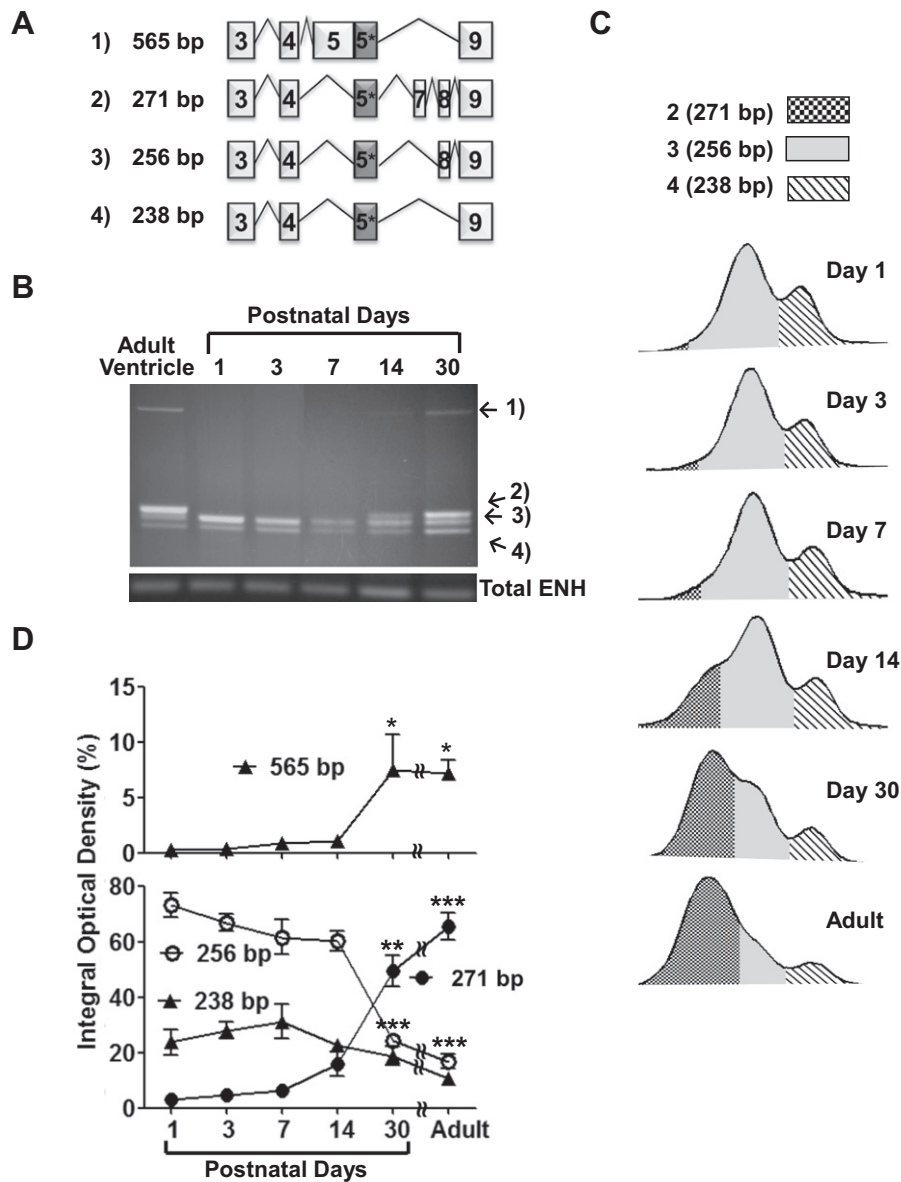 A
1) 565 bp 3 4 5 5* 9
2) 271 bp 3 4 5* 7 8 9
3) 256 bp 3 4 5* 8 9
4) 238 bp 3 4 5* 9
B
Postnatal Days
Adult
Ventricle 1 3 7 14 30
← 1)
← 2)
← 3)
← 4)
Total ENH
C
2 (271 bp)
3 (256 bp)
4 (238 bp)
Day 1
Day 3
Day 7
Day 14
Day 30
Adult
D
Integral Optical Density (%)
15
10
5
0
565 bp
* *
80
60
40
20
0
256 bp
238 bp
271 bp
** ***
*** ***
1 3 7 14 30 Adult
Postnatal Days